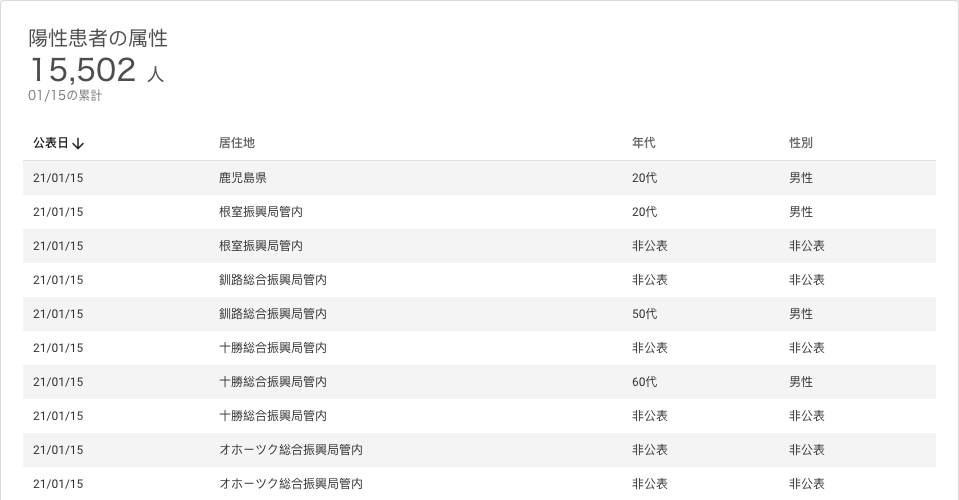 陽性患者の属性
15,502 人
01/15の累計
公表日↓ 居住地 年代 性別
21/01/15 鹿児島県 20代 男性
21/01/15 根室振興局管内 20代 男性
21/01/15 根室振興局管内 非公表 非公表
21/01/15 釧路総合振興局管内 非公表 非公表
21/01/15 釧路総合振興局管内 50代 男性
21/01/15 十勝総合振興局管内 非公表 非公表
21/01/15 十勝総合振興局管内 60代 男性
21/01/15 十勝総合振興局管内 非公表 非公表
21/01/15 オホーツク総合振興局管内 非公表 非公表
21/01/15 オホーツク総合振興局管内 非公表 非公表